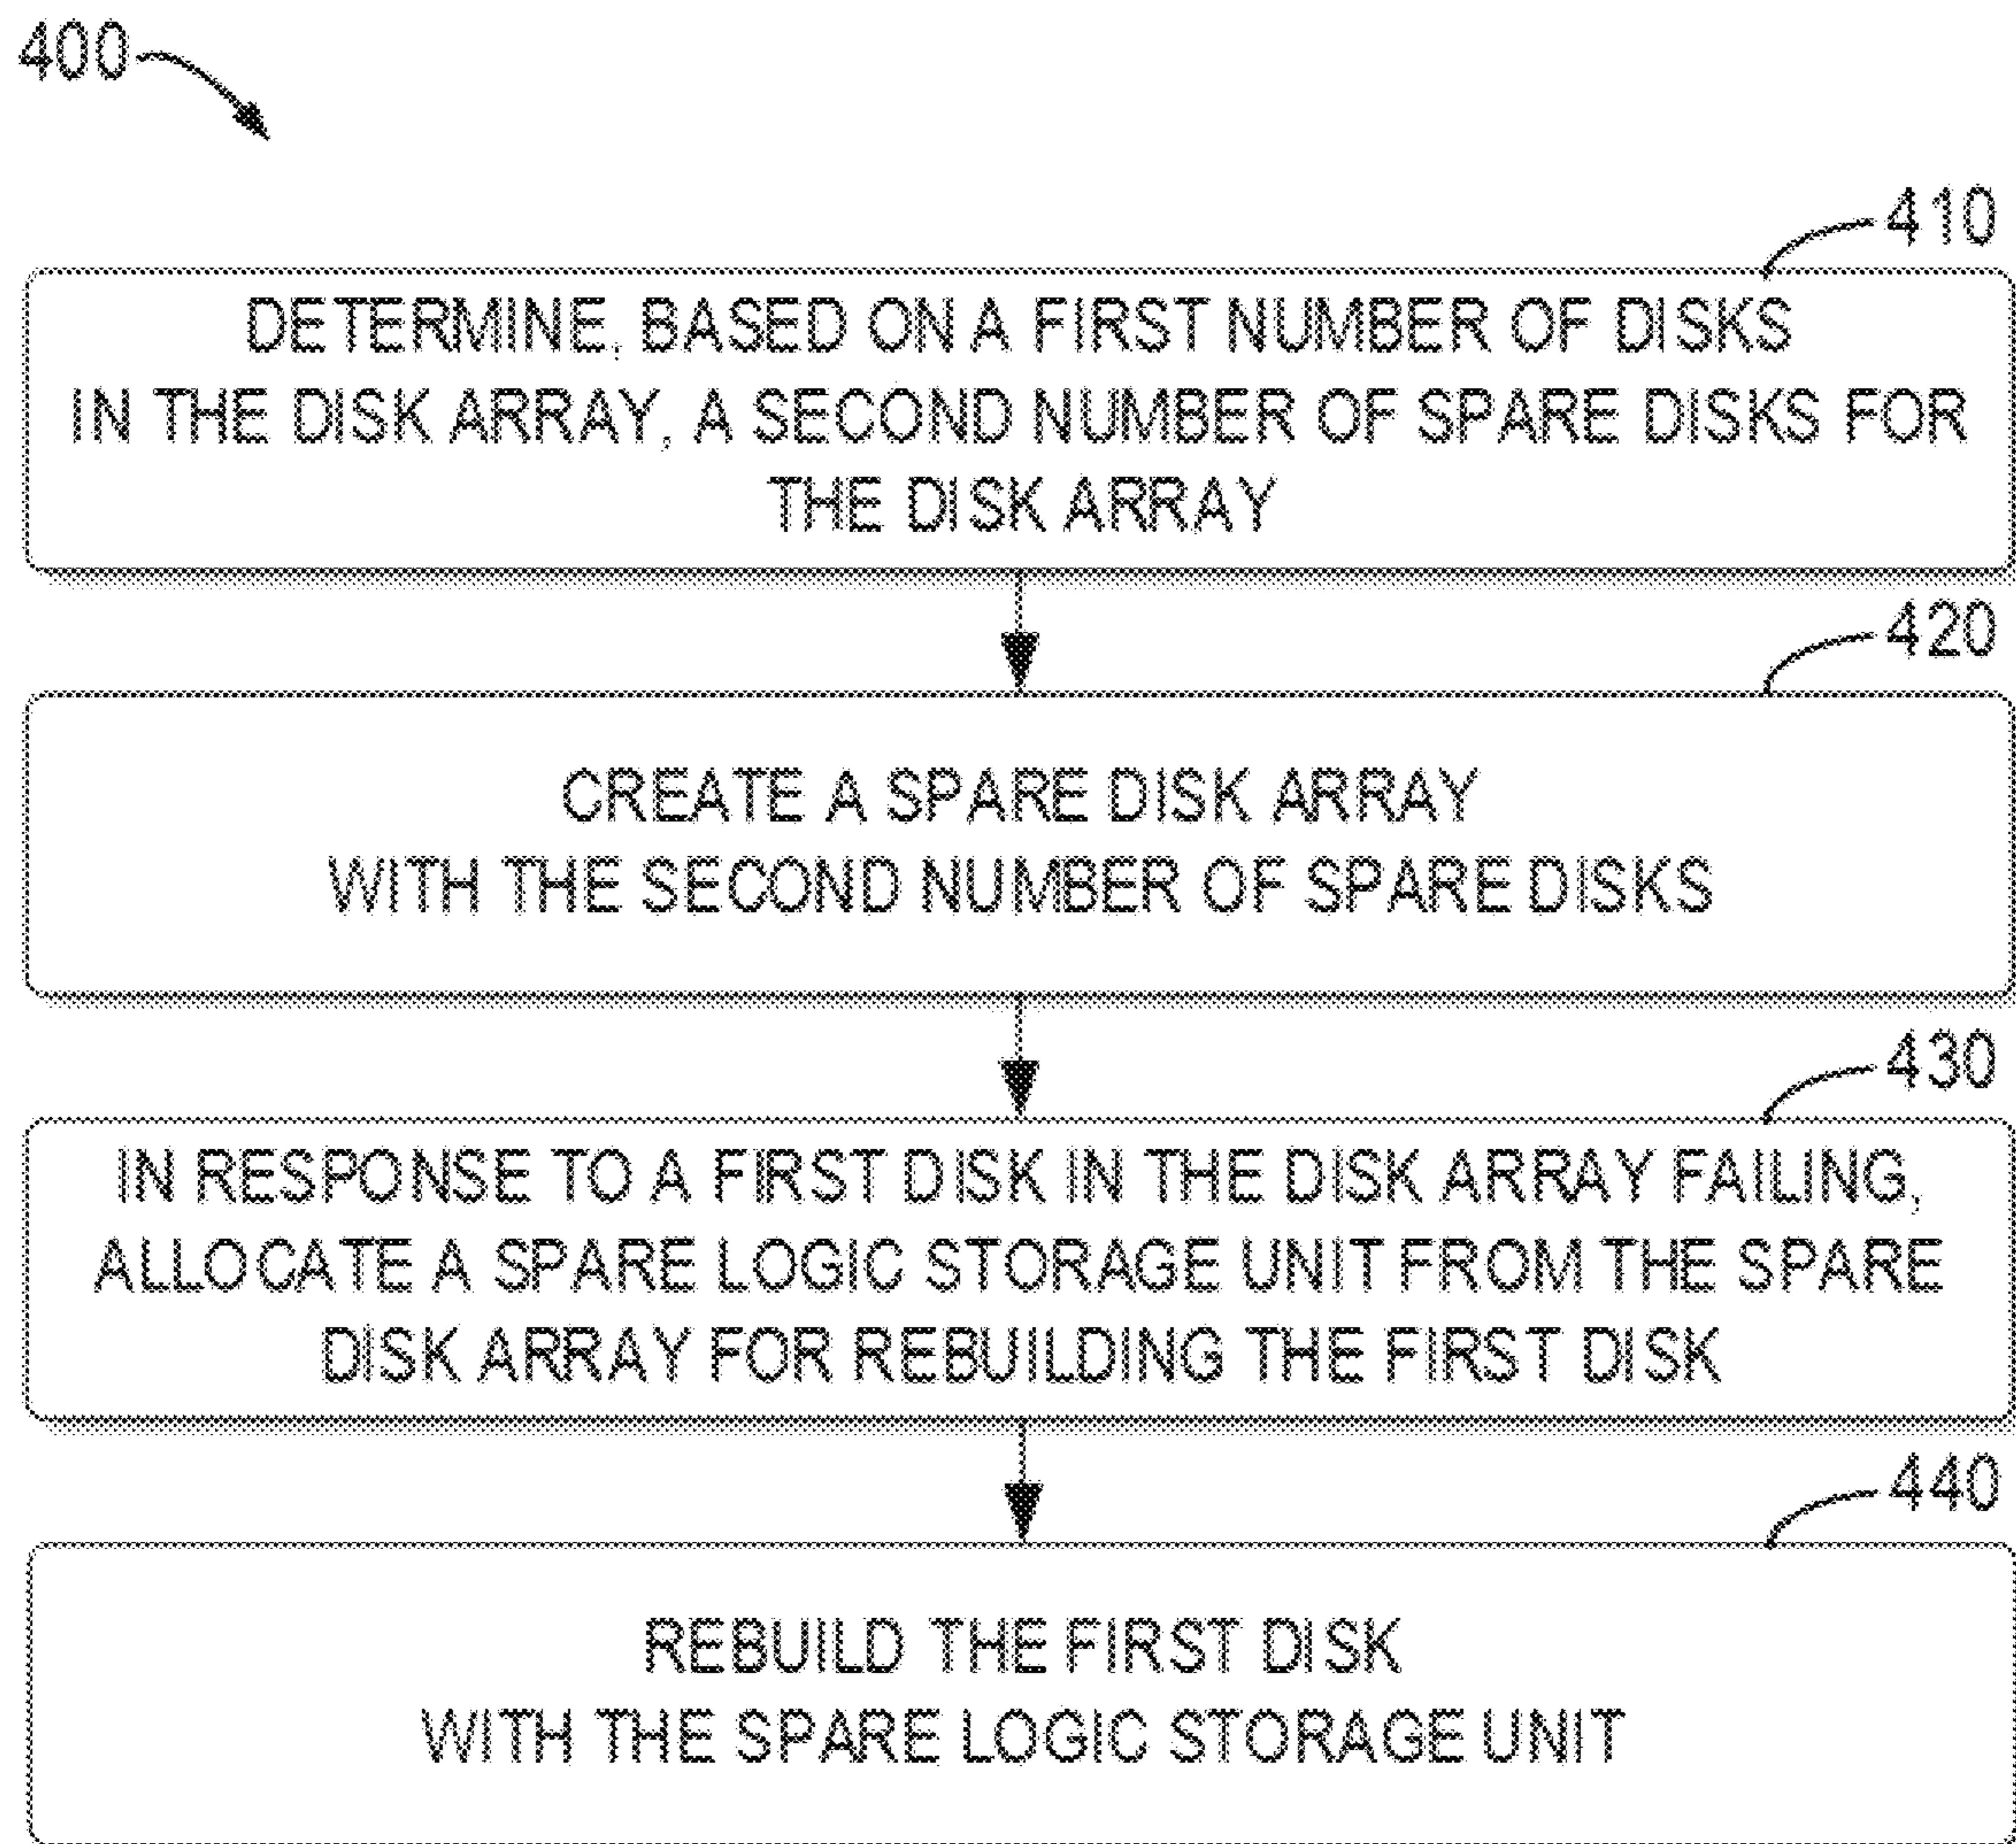 400
410
DETERMINE, BASED ON A FIRST NUMBER OF DISKS
IN THE DISK ARRAY, A SECOND NUMBER OF SPARE DISKS FOR
THE DISK ARRAY
420
CREATE A SPARE DISK ARRAY
WITH THE SECOND NUMBER OF SPARE DISKS
430
IN RESPONSE TO A FIRST DISK IN THE DISK ARRAY FAILING,
ALLOCATE A SPARE LOGIC STORAGE UNIT FROM THE SPARE
DISK ARRAY FOR REBUILDING THE FIRST DISK
440
REBUILD THE FIRST DISK
WITH THE SPARE LOGIC STORAGE UNIT